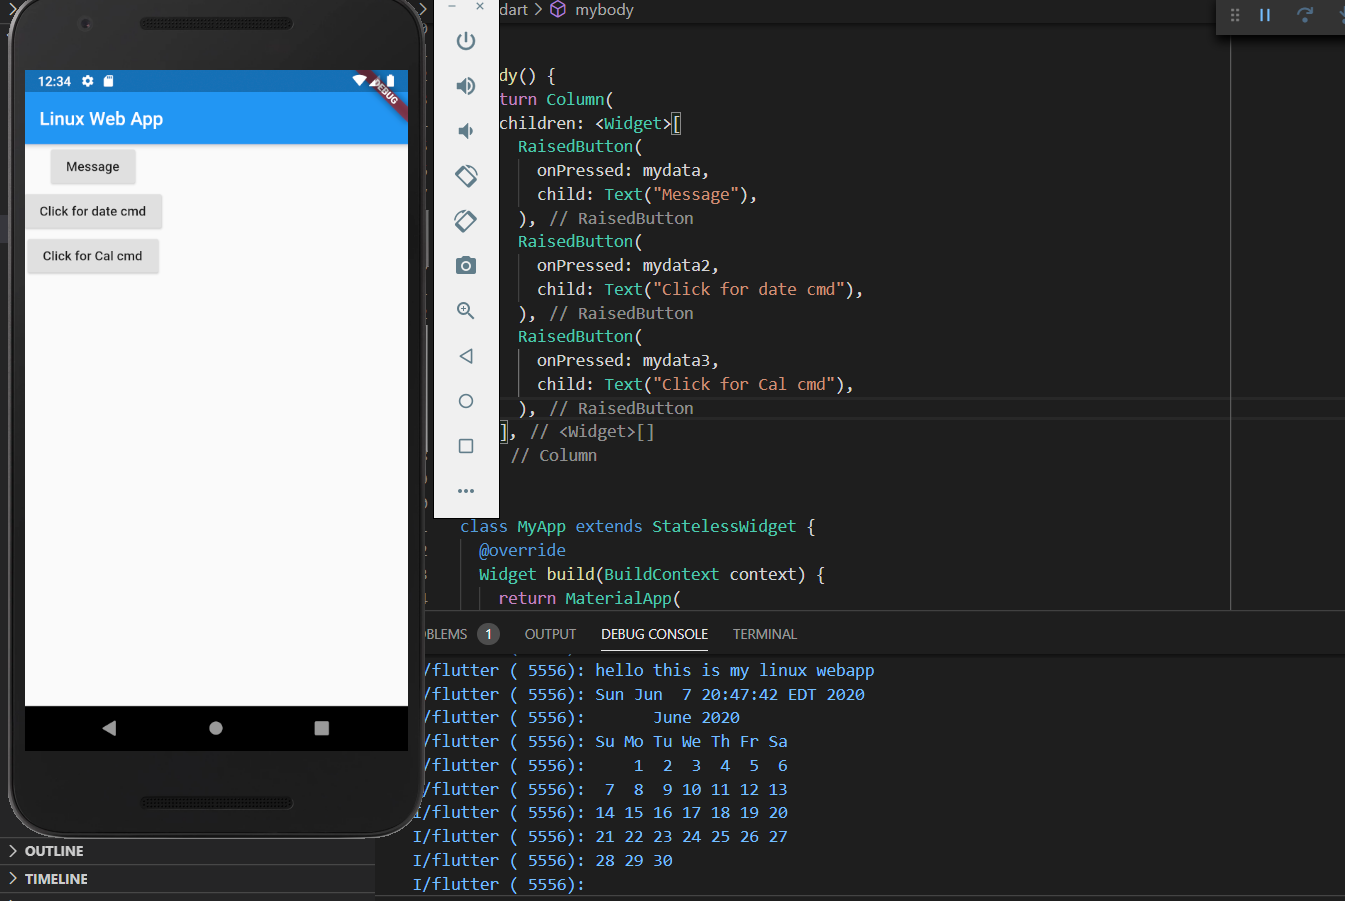 12:34
DEBUG
Linux Web App
Message
Click for date cmd
Click for Cal cmd
OUTLINE
TIMELINE
dart > mybody
dy() {
turn Column(
children: <Widget>[
RaisedButton(
onPressed: mydata,
child: Text("Message"),
), // RaisedButton
RaisedButton(
onPressed: mydata2,
child: Text("Click for date cmd"),
), // RaisedButton
RaisedButton(
onPressed: mydata3,
child: Text("Click for Cal cmd"),
), // RaisedButton
], // <Widget>[]
// Column
class MyApp extends StatelessWidget {
@override
Widget build(BuildContext context) {
return MaterialApp(
OBLEMS 1 OUTPUT DEBUG CONSOLE TERMINAL
/flutter ( 5556): hello this is my linux webapp
/flutter ( 5556): Sun Jun  7 20:47:42 EDT 2020
/flutter ( 5556):       June 2020
/flutter ( 5556): Su Mo Tu We Th Fr Sa
/flutter ( 5556):     1  2  3  4  5  6
/flutter ( 5556):  7  8  9 10 11 12 13
I/flutter ( 5556): 14 15 16 17 18 19 20
I/flutter ( 5556): 21 22 23 24 25 26 27
I/flutter ( 5556): 28 29 30
I/flutter ( 5556):